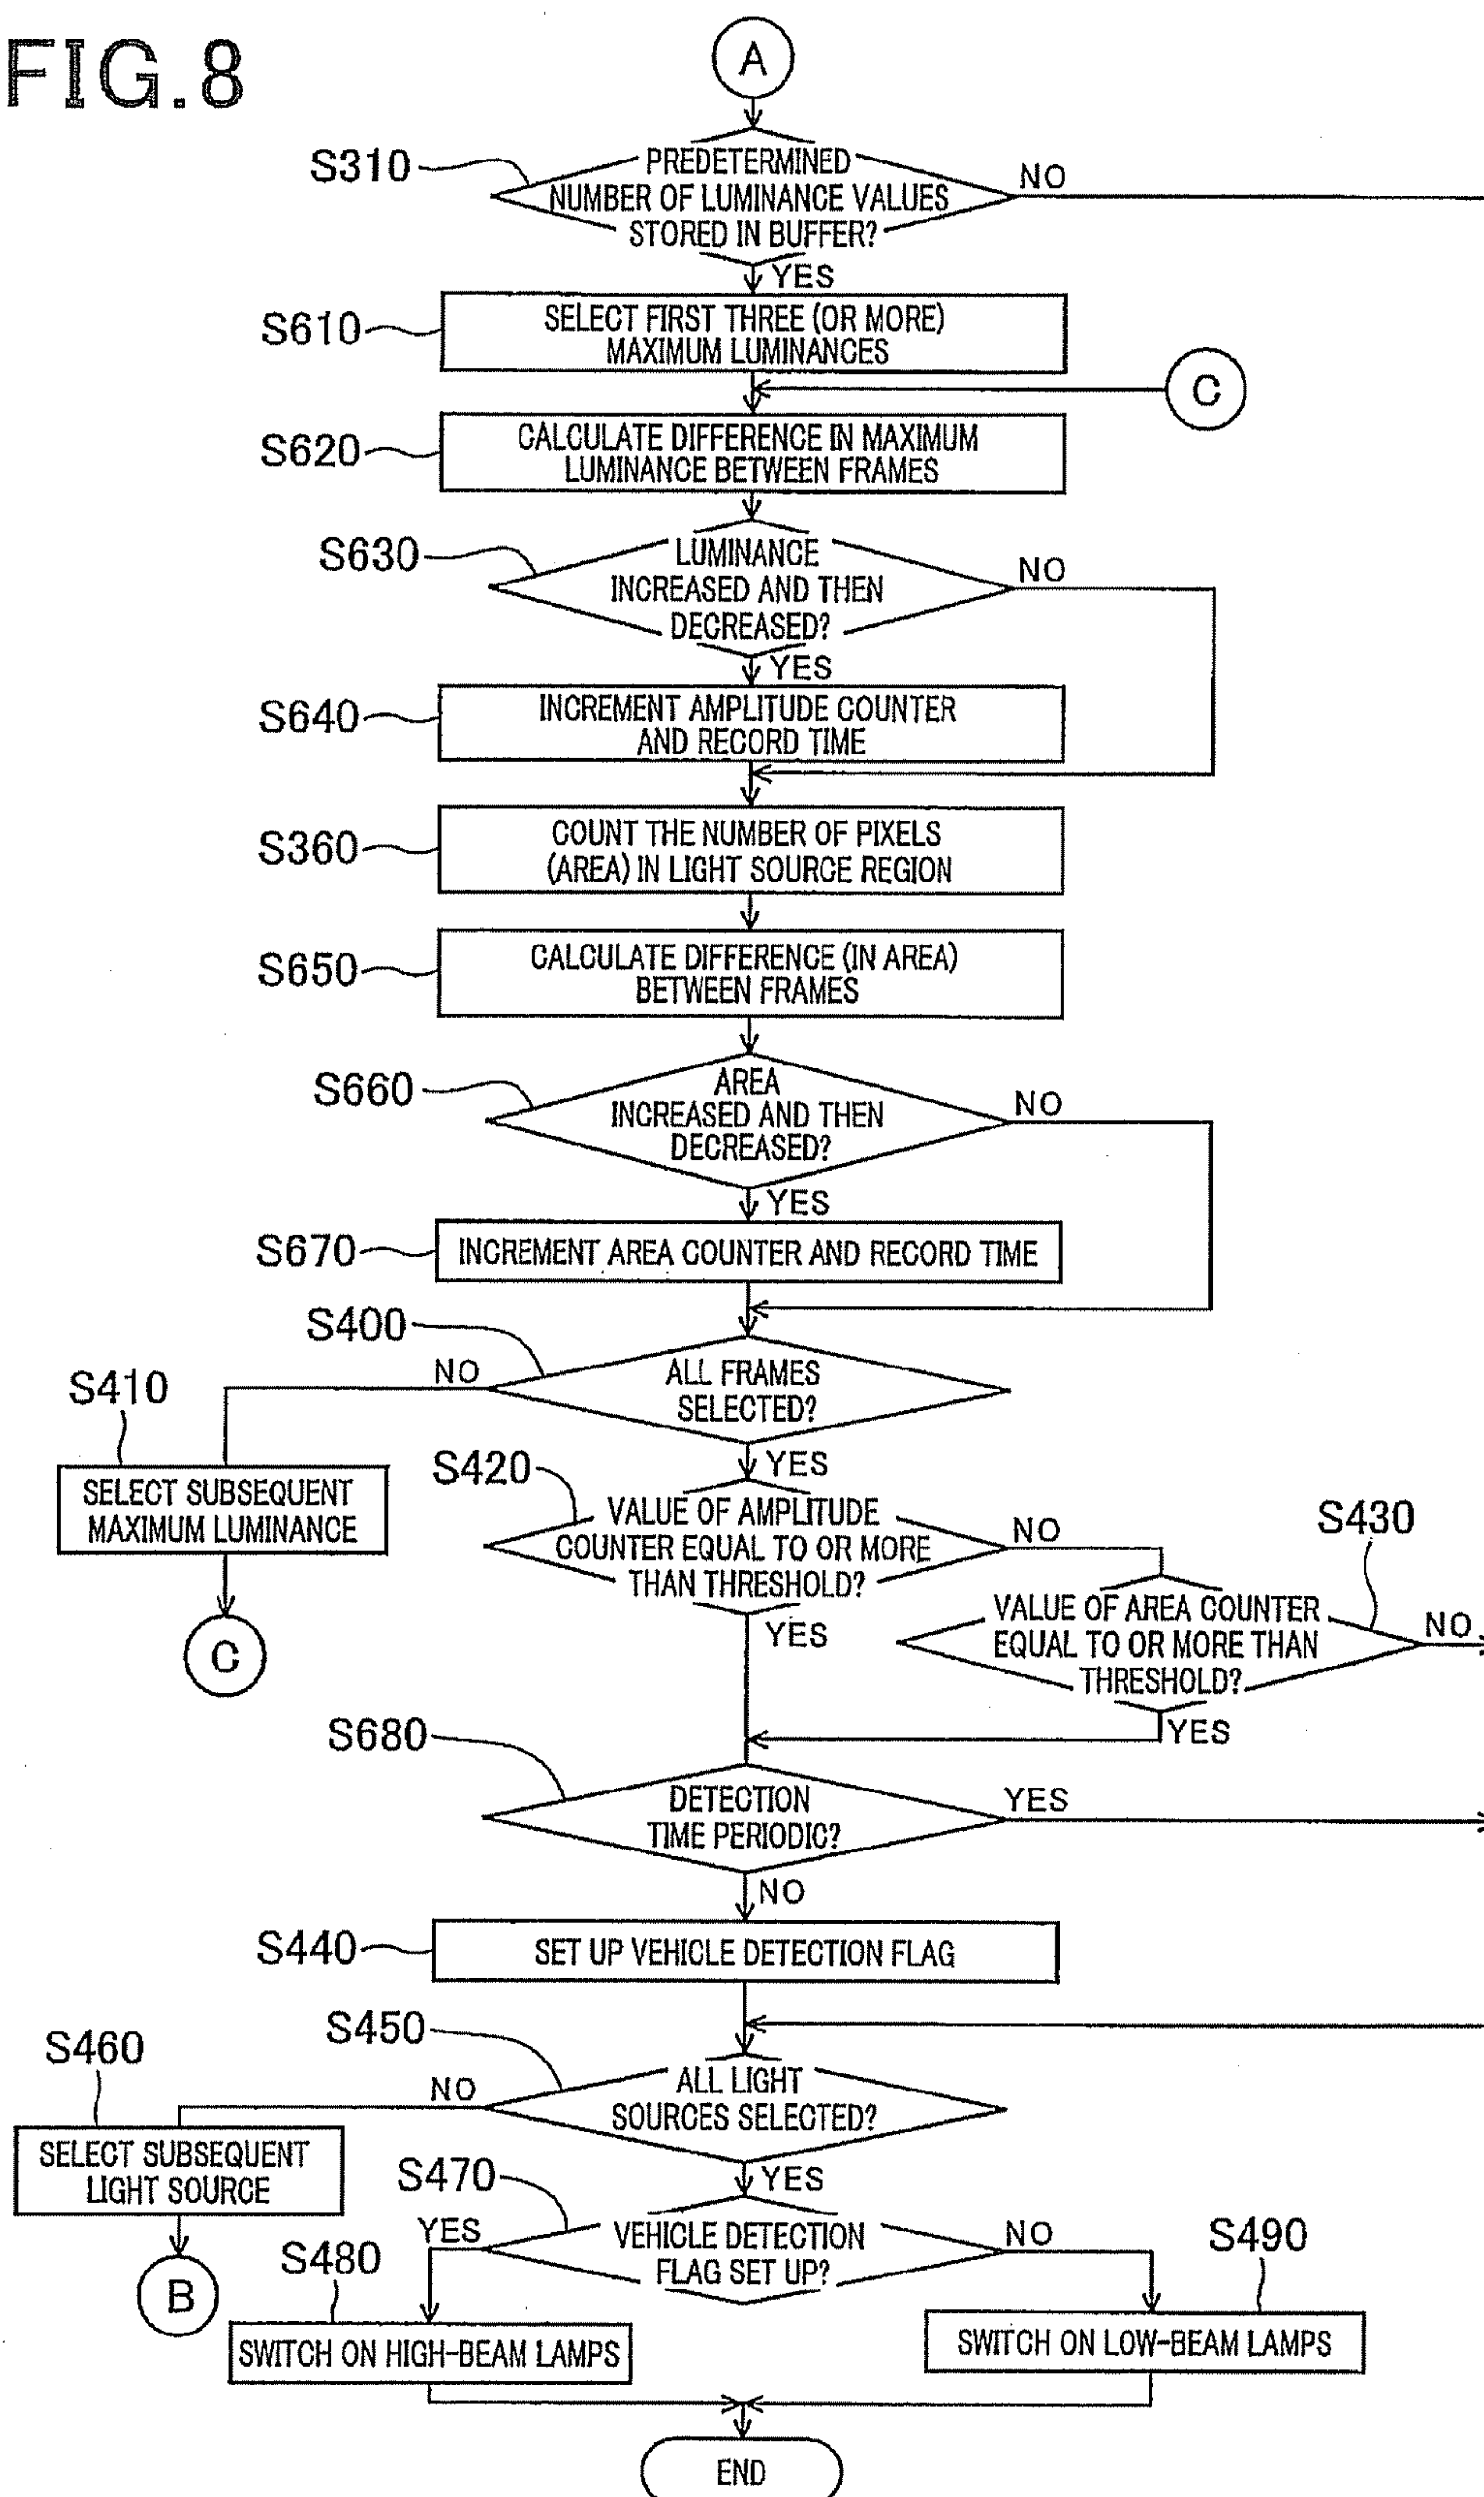 FIG.8
A
S310
PREDETERMINED
NUMBER OF LUMINANCE VALUES
STORED IN BUFFER?
NO
YES
S610
SELECT FIRST THREE (OR MORE)
MAXIMUM LUMINANCES
C
S620
CALCULATE DIFFERENCE IN MAXIMUM
LUMINANCE BETWEEN FRAMES
S630
LUMINANCE
INCREASED AND THEN
DECREASED?
NO
YES
S640
INCREMENT AMPLITUDE COUNTER
AND RECORD TIME
S360
COUNT THE NUMBER OF PIXELS
(AREA) IN LIGHT SOURCE REGION
S650
CALCULATE DIFFERENCE (IN AREA)
BETWEEN FRAMES
S660
AREA
INCREASED AND THEN
DECREASED?
NO
YES
S670
INCREMENT AREA COUNTER AND RECORD TIME
S400
ALL FRAMES
SELECTED?
NO
YES
S410
SELECT SUBSEQUENT
MAXIMUM LUMINANCE
C
S420
VALUE OF AMPLITUDE
COUNTER EQUAL TO OR MORE
THAN THRESHOLD?
NO
YES
S430
VALUE OF AREA COUNTER
EQUAL TO OR MORE THAN
THRESHOLD?
NO
YES
S680
DETECTION
TIME PERIODIC?
YES
NO
S440
SET UP VEHICLE DETECTION FLAG
S450
ALL LIGHT
SOURCES SELECTED?
NO
YES
S460
SELECT SUBSEQUENT
LIGHT SOURCE
B
S470
VEHICLE DETECTION
FLAG SET UP?
YES
NO
S480
SWITCH ON HIGH-BEAM LAMPS
S490
SWITCH ON LOW-BEAM LAMPS
END